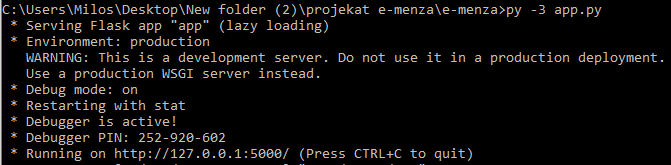 C:\Users\Milos\Desktop\New folder (2)\projekat e-menza\e-menza>py -3 app.py
* Serving Flask app "app" (lazy loading)
* Environment: production
WARNING: This is a development server. Do not use it in a production deployment.
Use a production WSGI server instead.
* Debug mode: on
* Restarting with stat
* Debugger is active!
* Debugger PIN: 252-920-602
* Running on http://127.0.0.1:5000/ (Press CTRL+C to quit)